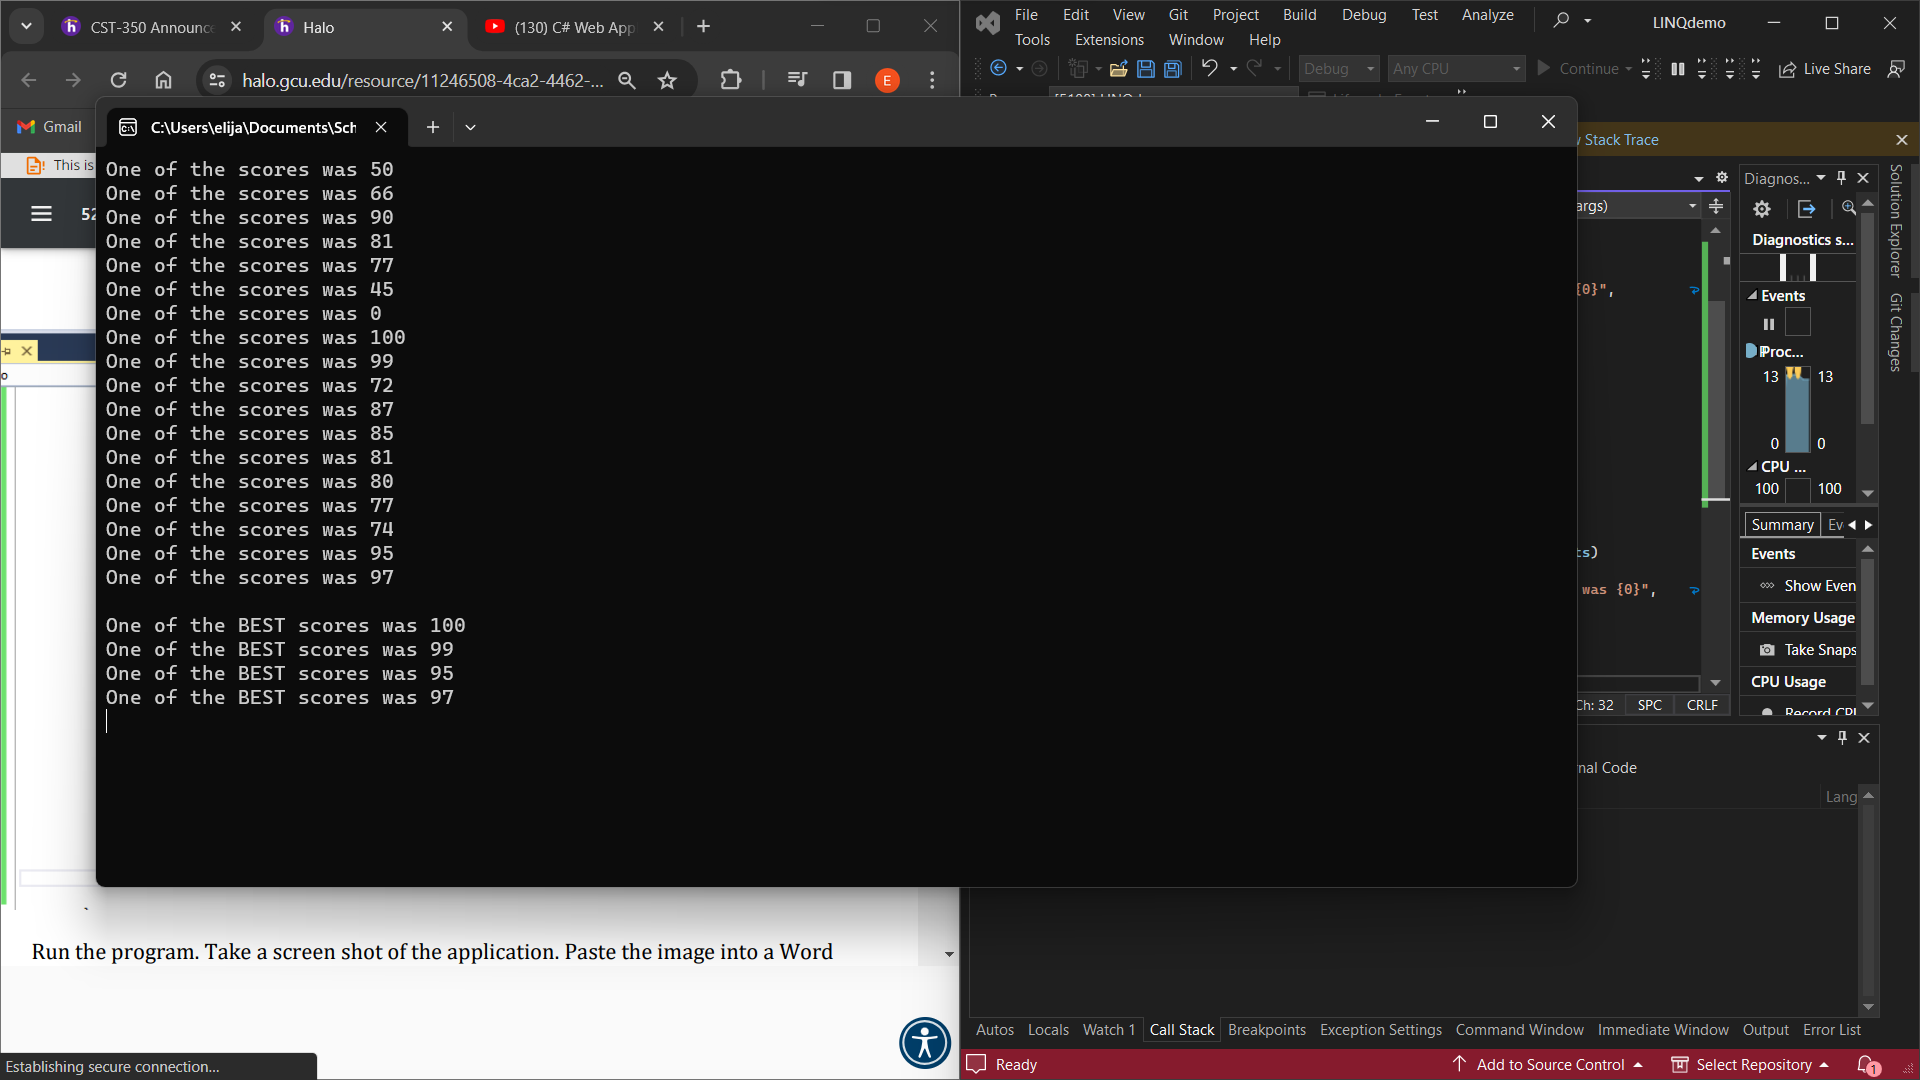 CST-350 Announce
Halo
(130) C# Web App
halo.gcu.edu/resource/11246508-4ca2-4462-...
E
Gmail
This is
52
C:\Users\elija\Documents\Sch
One of the scores was 50
One of the scores was 66
One of the scores was 90
One of the scores was 81
One of the scores was 77
One of the scores was 45
One of the scores was 0
One of the scores was 100
One of the scores was 99
One of the scores was 72
One of the scores was 87
One of the scores was 85
One of the scores was 81
One of the scores was 80
One of the scores was 77
One of the scores was 74
One of the scores was 95
One of the scores was 97
One of the BEST scores was 100
One of the BEST scores was 99
One of the BEST scores was 95
One of the BEST scores was 97
Run the program. Take a screen shot of the application. Paste the image into a Word
Establishing secure connection...
File Edit View Git Project Build Debug Test Analyze
LINQdemo
Tools Extensions Window Help
Debug Any CPU Continue Live Share
Stack Trace
Diagnos...
args)
Diagnostics s...
{0}",
Events
Proc...
13 13
0 0
CPU ...
100 100
Summary Ev
ts)
Events
Show Even
was {0}",
Memory Usage
Take Snaps
CPU Usage
Record CPU
Ch: 32 SPC CRLF
Solution Explorer
Git Changes
nal Code
Lang
Autos Locals Watch 1 Call Stack Breakpoints Exception Settings Command Window Immediate Window Output Error List
Ready
Add to Source Control
Select Repository
1